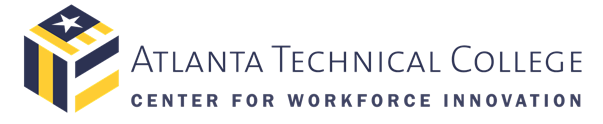 ATLANTA TECHNICAL COLLEGE
CENTER FOR WORKFORCE INNOVATION